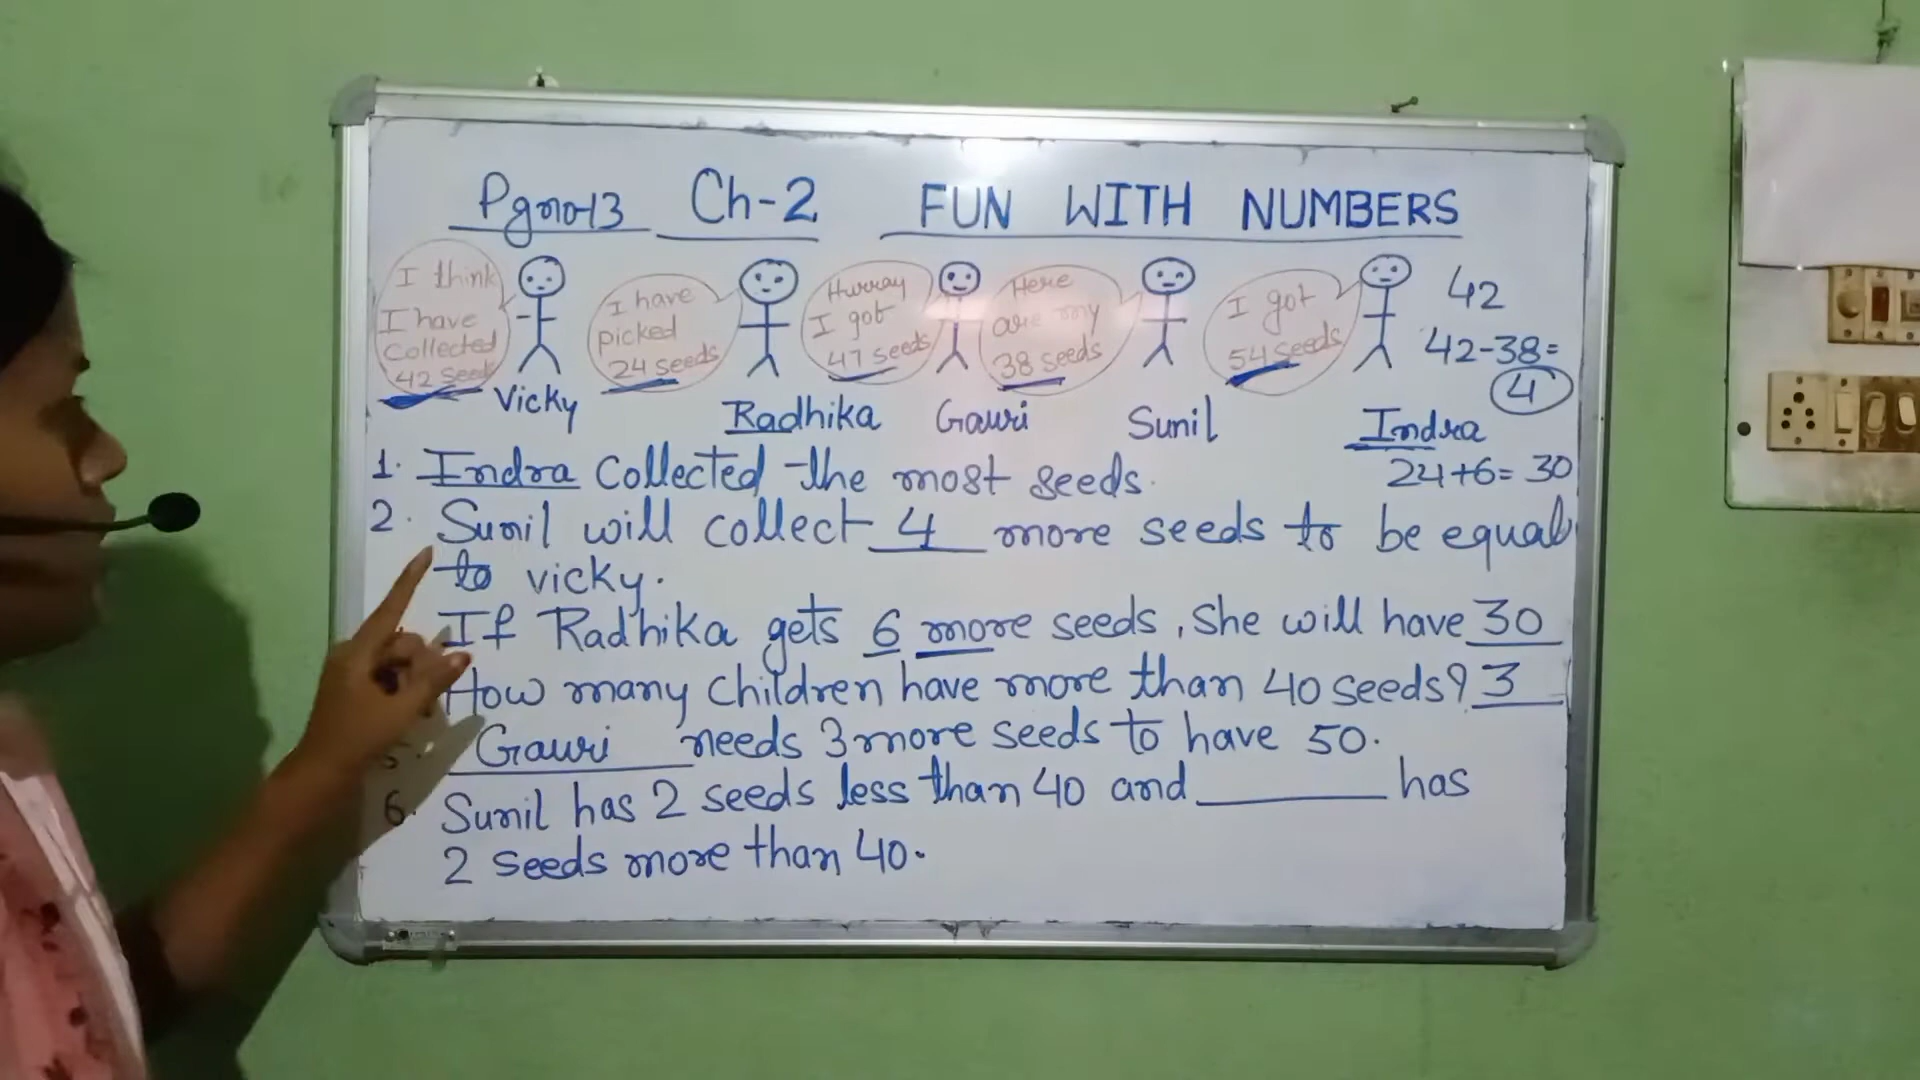 Pgno-13 Ch-2 FUN WITH NUMBERS
I think
I have
Collected
42 Seeds
I have
picked
24 seeds
Hurray
I got
47 seeds
Here
are my
38 seeds
I got
54 seeds
42
42-38=
4
Vicky Radhika Gauri Sunil Indra
24+6=30
1. Indra Collected the most seeds.
2. Sunil will collect 4 more seeds to be equal
to vicky.
If Radhika gets 6 more seeds, she will have 30
How many children have more than 40 seeds? 3
5. Gauri needs 3 more seeds to have 50.
6. Sunil has 2 seeds less than 40 and ________ has
2 seeds more than 40.